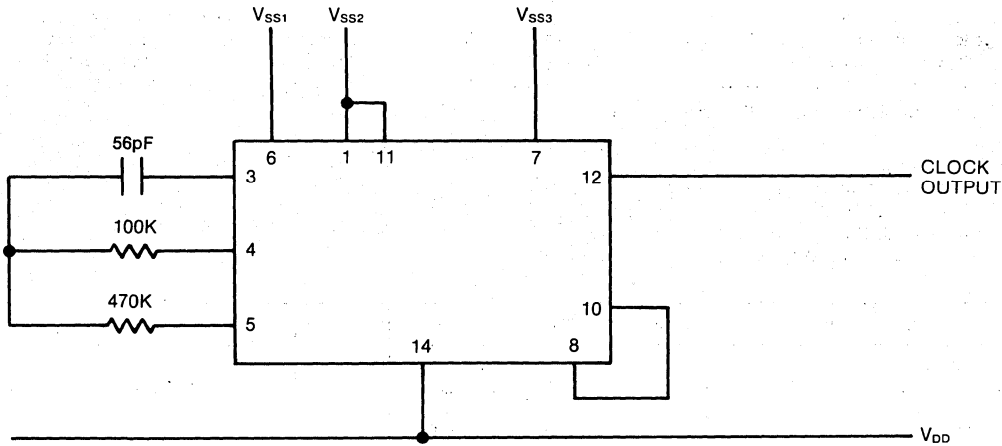 VSS1 VSS2 VSS3
56pF
6 1 11 7
3
12
CLOCK
OUTPUT
100K
4
470K
5
10
14
8
VDD